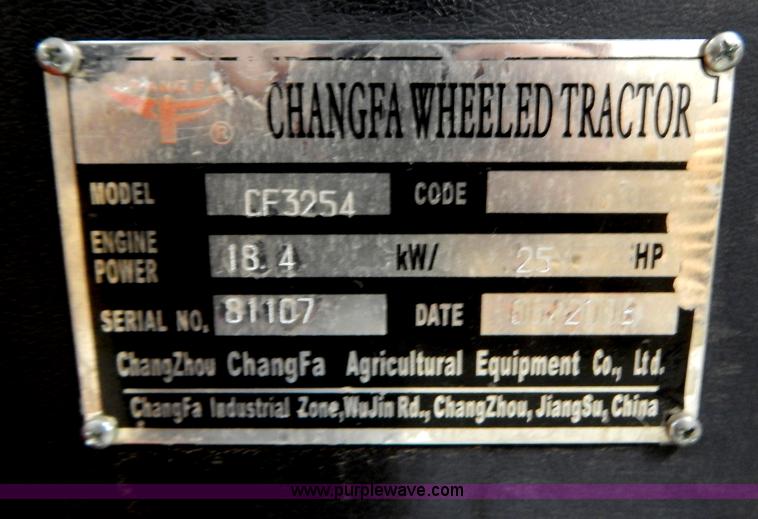 CHANGFA
®
CHANGFA WHEELED TRACTOR
MODEL CF3254 CODE
ENGINE POWER 18.4 kW/ 25 HP
SERIAL NO. 81107 DATE
ChangZhou ChangFa Agricultural Equipment Co., Ltd.
ChangFa Industrial Zone,WuJin Rd., ChangZhou, JiangSu, China
www.purplewave.com